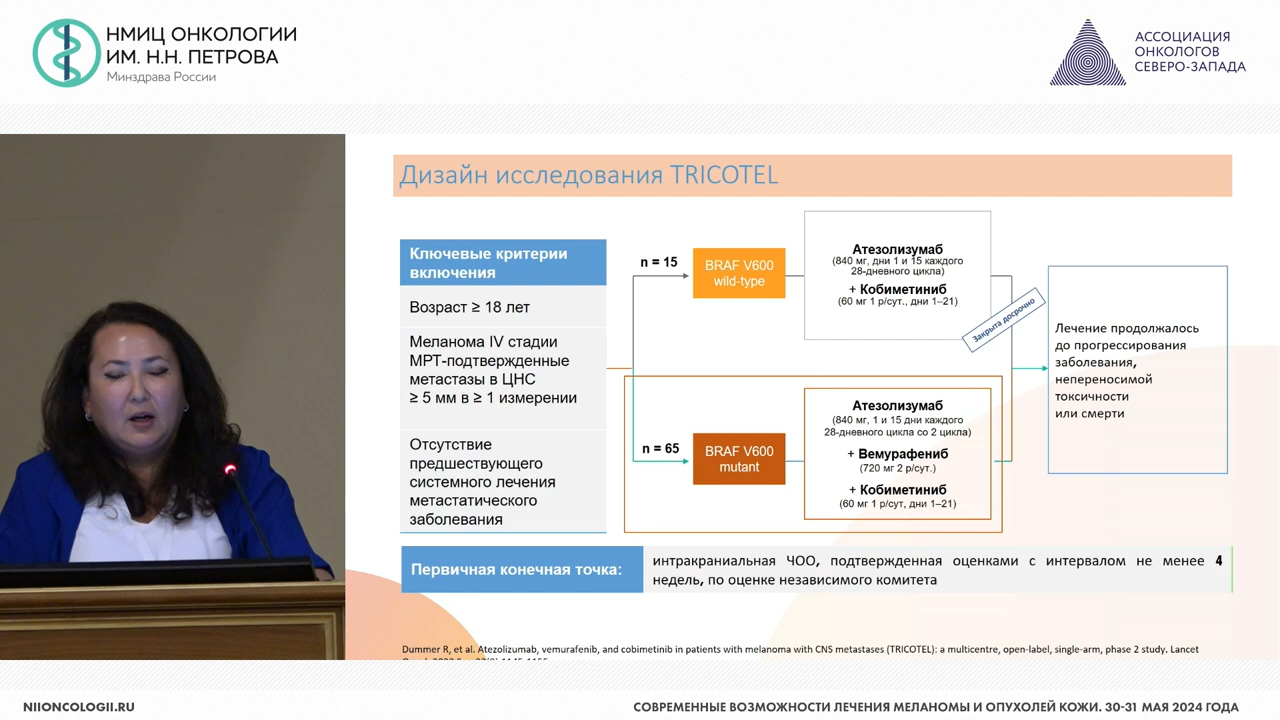 НМИЦ ОНКОЛОГИИ
ИМ. Н.Н. ПЕТРОВА
Минздрава России
АССОЦИАЦИЯ
ОНКОЛОГОВ
СЕВЕРО-ЗАПАДА
Дизайн исследования TRICOTEL
Ключевые критерии
включения
Возраст ≥ 18 лет
Меланома IV стадии
МРТ-подтвержденные
метастазы в ЦНС
≥ 5 мм в ≥ 1 измерении
Отсутствие
предшествующего
системного лечения
метастатического
заболевания
n = 15
BRAF V600
wild-type
Атезолизумаб
(840 мг, дни 1 и 15 каждого
28-дневного цикла)
+ Кобиметиниб
(60 мг 1 р/сут., дни 1–21)
Закрыта досрочно
n = 65
BRAF V600
mutant
Атезолизумаб
(840 мг, 1 и 15 дни каждого
28-дневного цикла со 2 цикла)
+ Вемурафениб
(720 мг 2 р/сут.)
+ Кобиметиниб
(60 мг 1 р/сут, дни 1–21)
Лечение продолжалось
до прогрессирования
заболевания,
непереносимой
токсичности
или смерти
Первичная конечная точка:
интракраниальная ЧОО, подтвержденная оценками с интервалом не менее 4
недель, по оценке независимого комитета
Dummer R, et al. Atezolizumab, vemurafenib, and cobimetinib in patients with melanoma with CNS metastases (TRICOTEL): a multicentre, open-label, single-arm, phase 2 study. Lancet
NIIONCOLOGII.RU
СОВРЕМЕННЫЕ ВОЗМОЖНОСТИ ЛЕЧЕНИЯ МЕЛАНОМЫ И ОПУХОЛЕЙ КОЖИ. 30-31 МАЯ 2024 ГОДА